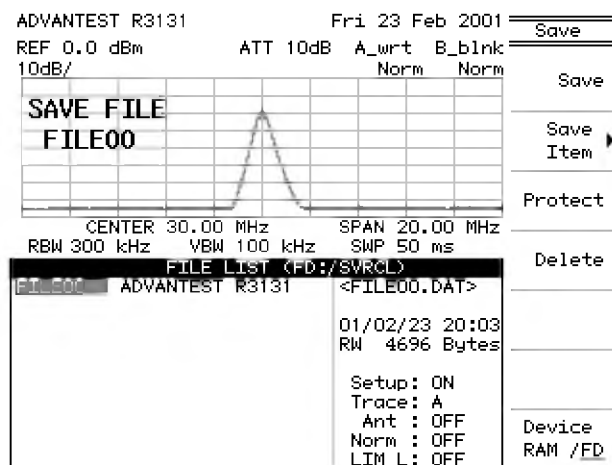 ADVANTEST R3131 Fri 23 Feb 2001
REF 0.0 dBm ATT 10dB A_wrt B_blnk
10dB/ Norm Norm
SAVE FILE
FILE00
CENTER 30.00 MHz SPAN 20.00 MHz
RBW 300 kHz VBW 100 kHz SWP 50 ms
FILE LIST (FD:/SVRCL)
FILE00 ADVANTEST R3131
<FILE00.DAT>
01/02/23 20:03
RW 4696 Bytes
Setup: ON
Trace: A
Ant : OFF
Norm : OFF
LIM L: OFF
Save
Save
Save
Item
Protect
Delete
Device
RAM /FD